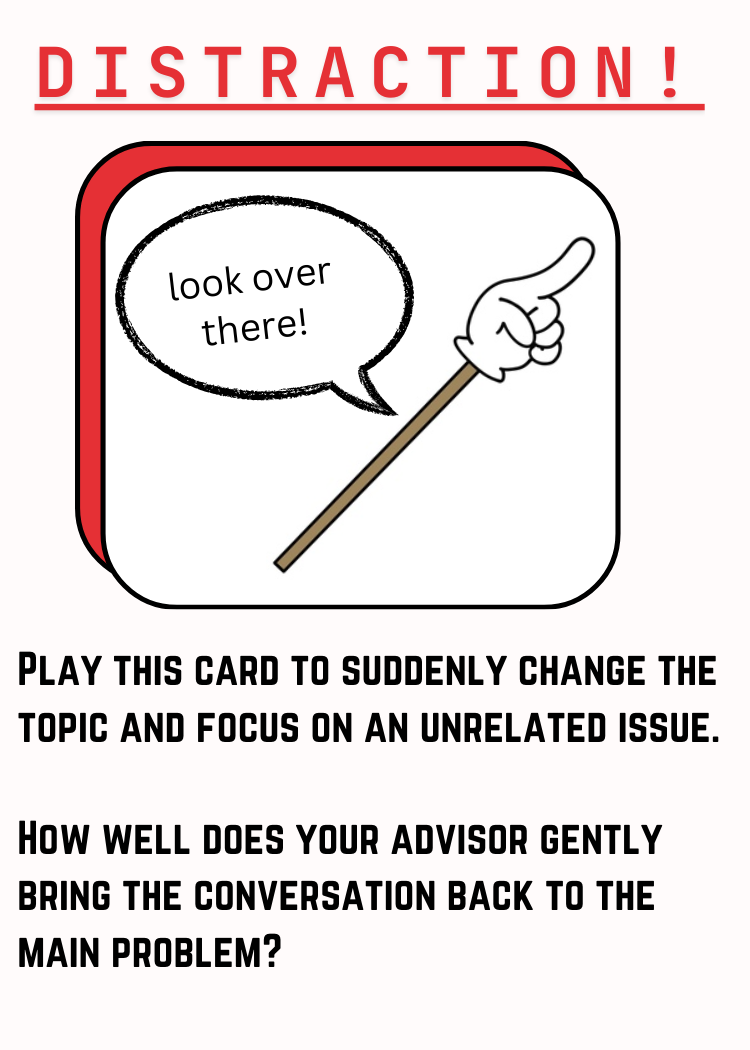 DISTRACTION!
look over
there!
Play this card to suddenly change the
topic and focus on an unrelated issue.
How well does your advisor gently
bring the conversation back to the
main problem?